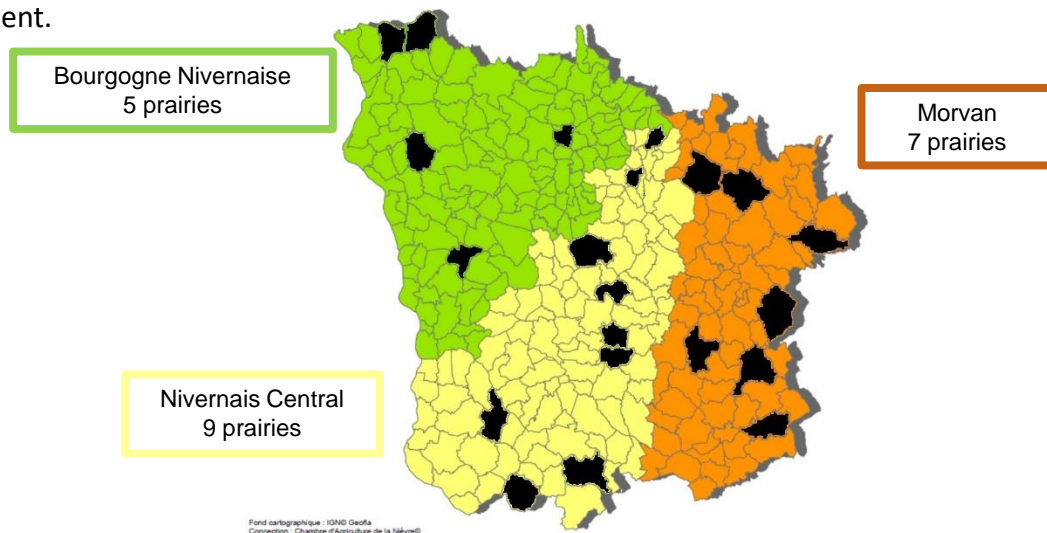 ent.
Bourgogne Nivernaise
5 prairies
Morvan
7 prairies
Nivernais Central
9 prairies
Fond cartographique : IGN© Geofla
Conception : Chambre d'Agriculture de la Nièvre©